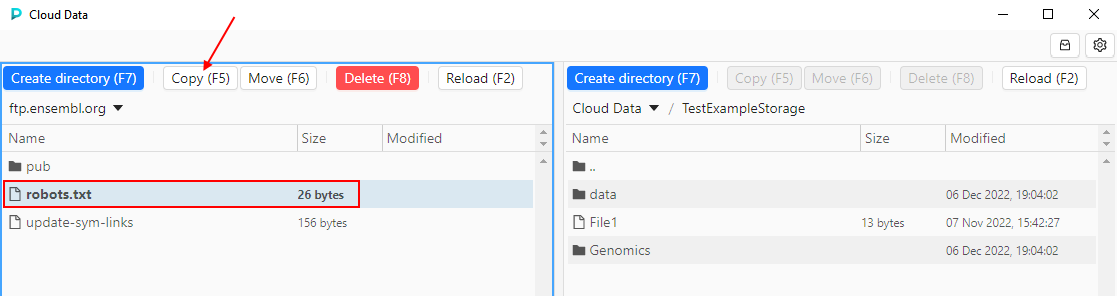 Cloud Data
Create directory (F7) Copy (F5) Move (F6) Delete (F8) Reload (F2)
ftp.ensembl.org
Name Size Modified
pub
robots.txt 26 bytes
update-sym-links 156 bytes
Create directory (F7) Copy (F5) Move (F6) Delete (F8) Reload (F2)
Cloud Data / TestExampleStorage
Name Size Modified
..
data 06 Dec 2022, 19:04:02
File1 13 bytes 07 Nov 2022, 15:42:27
Genomics 06 Dec 2022, 19:04:02